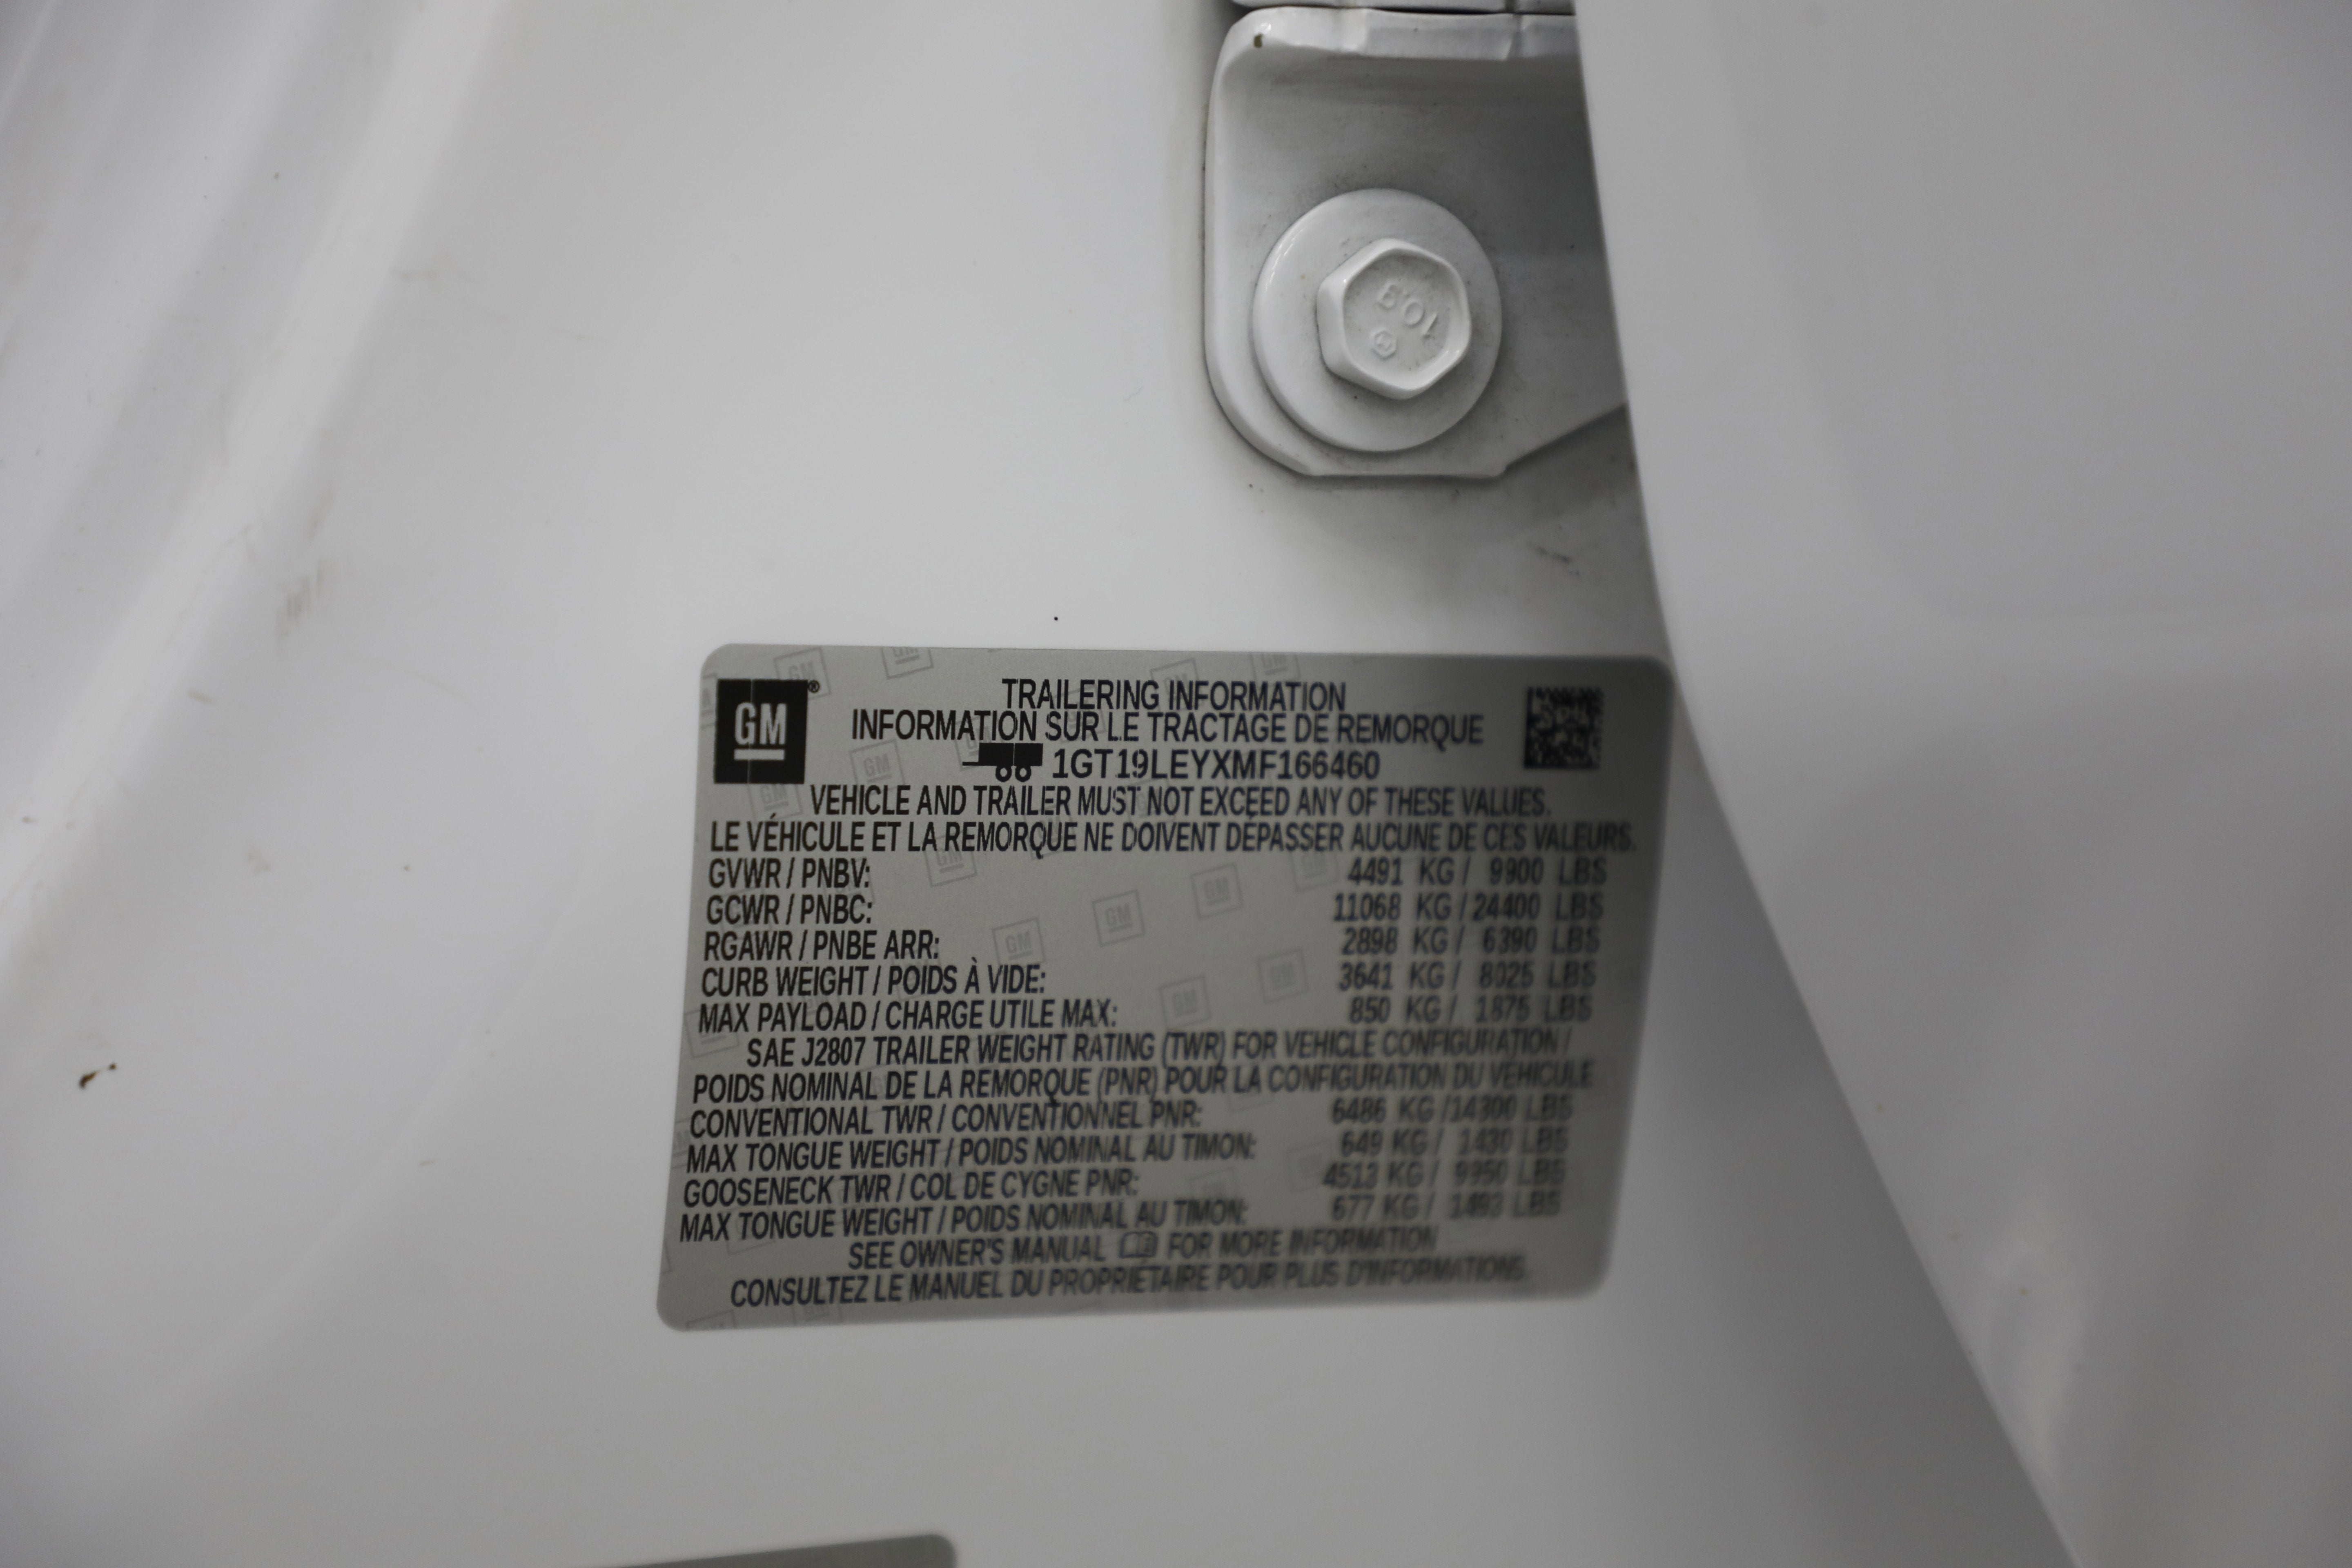 10.9
GM®
TRAILERING INFORMATION
INFORMATION SUR LE TRACTAGE DE REMORQUE
1GT19LEYXMF166460
VEHICLE AND TRAILER MUST NOT EXCEED ANY OF THESE VALUES.
LE VÉHICULE ET LA REMORQUE NE DOIVENT DÉPASSER AUCUNE DE CES VALEURS.
GVWR / PNBV: 4491 KG / 9900 LBS
GCWR / PNBC: 11068 KG / 24400 LBS
RGAWR / PNBE ARR: 2898 KG / 6390 LBS
CURB WEIGHT / POIDS À VIDE: 3641 KG / 8025 LBS
MAX PAYLOAD / CHARGE UTILE MAX: 850 KG / 1875 LBS
SAE J2807 TRAILER WEIGHT RATING (TWR) FOR VEHICLE CONFIGURATION /
POIDS NOMINAL DE LA REMORQUE (PNR) POUR LA CONFIGURATION DU VÉHICULE
CONVENTIONAL TWR / CONVENTIONNEL PNR: 6486 KG /14300 LBS
MAX TONGUE WEIGHT / POIDS NOMINAL AU TIMON: 649 KG / 1430 LBS
GOOSENECK TWR / COL DE CYGNE PNR: 4513 KG / 9950 LBS
MAX TONGUE WEIGHT / POIDS NOMINAL AU TIMON: 677 KG / 1493 LBS
SEE OWNER'S MANUAL FOR MORE INFORMATION
CONSULTEZ LE MANUEL DU PROPRIÉTAIRE POUR PLUS D'INFORMATIONS.